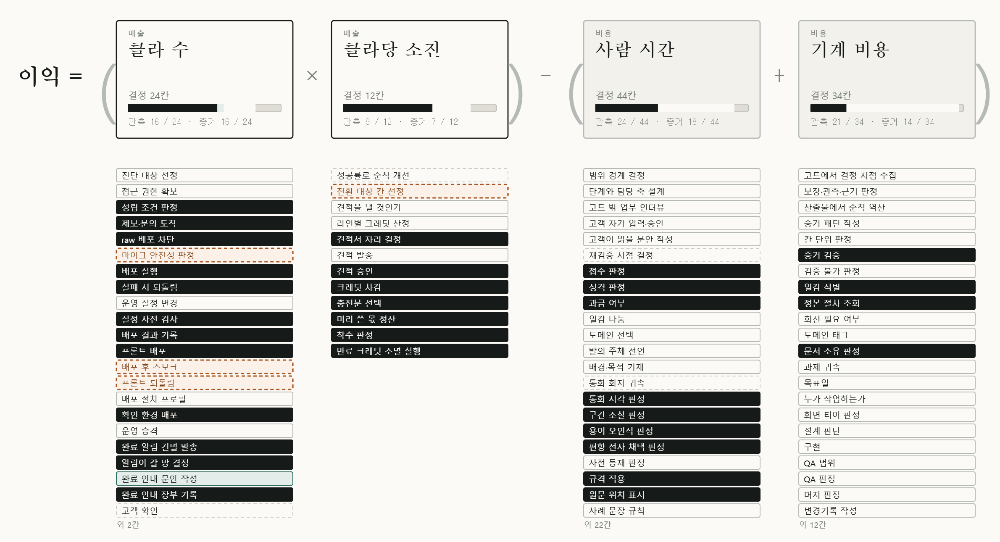 이익 =
(
매출
클라 수
결정 24칸
관측 16 / 24 · 증거 16 / 24
×
매출
클라당 소진
결정 12칸
관측 9 / 12 · 증거 7 / 12
)
−
(
비용
사람 시간
결정 44칸
관측 24 / 44 · 증거 18 / 44
+
비용
기계 비용
결정 34칸
관측 21 / 34 · 증거 14 / 34
)
진단 대상 선정
접근 권한 확보
성립 조건 판정
제보·문의 도착
raw 배포 차단
마이그 안전성 판정
배포 실행
실패 시 되돌림
운영 설정 변경
설정 사전 검사
배포 결과 기록
프론트 배포
배포 후 스모크
프론트 되돌림
배포 절차 프로필
확인 환경 배포
운영 승격
완료 알림 건별 발송
알림이 갈 방 결정
완료 안내 문안 작성
완료 안내 장부 기록
고객 확인
외 2칸
성공률로 준칙 개선
전환 대상 칸 선정
견적을 낼 것인가
라인별 크레딧 산정
견적서 자리 결정
견적 발송
견적 승인
크레딧 차감
충전분 선택
미리 쓴 몫 정산
착수 판정
만료 크레딧 소멸 실행
범위 경계 결정
단계와 담당 축 설계
코드 밖 업무 인터뷰
고객 자가 입력·승인
고객이 읽을 문안 작성
재검증 시점 결정
접수 판정
성격 판정
과금 여부
일감 나눔
도메인 선택
발의 주체 선언
배경·목적 기재
통화 화자 귀속
통화 시각 판정
구간 소실 판정
용어 오인식 판정
편향 전사 채택 판정
사전 등재 판정
규격 적용
원문 위치 표시
사례 문장 규칙
외 22칸
코드에서 결정 지점 수집
보장·관측·근거 판정
산출물에서 준칙 역산
증거 패턴 작성
칸 단위 판정
증거 검증
검증 불가 판정
일감 식별
정본 절차 조회
회신 필요 여부
도메인 태그
문서 소유 판정
과제 귀속
목표일
누가 작업하는가
화면 티어 판정
설계 판단
구현
QA 범위
QA 판정
머지 판정
변경기록 작성
외 12칸